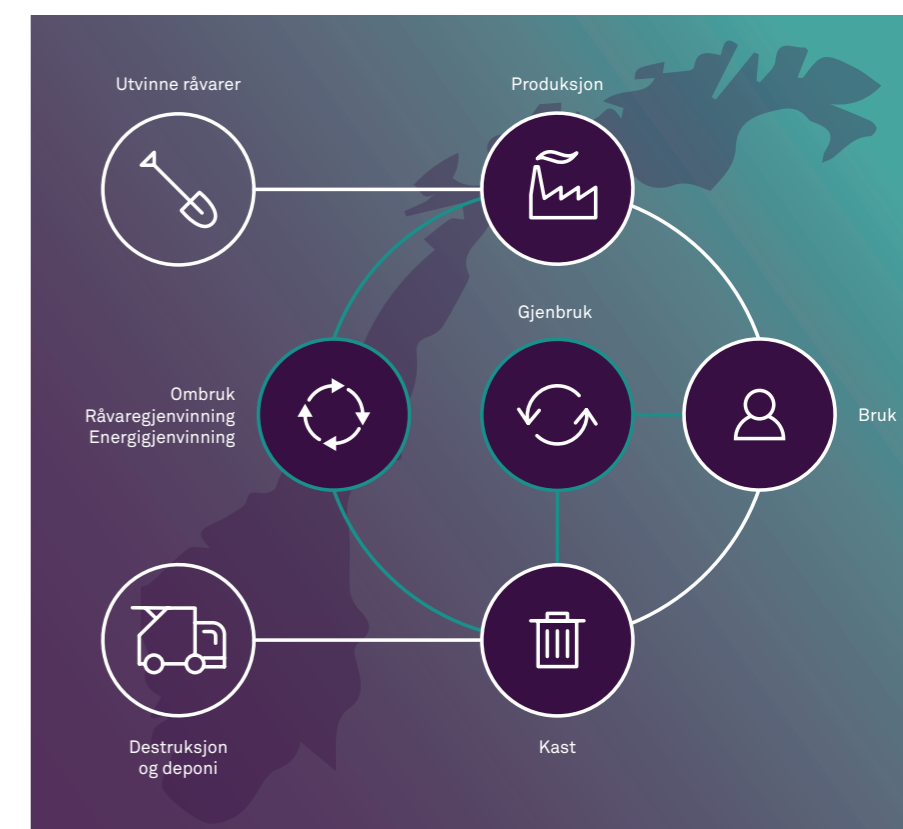 Utvinne råvarer
Produksjon
Gjenbruk
Ombruk
Råvaregjenvinning
Energigjenvinning
Bruk
Destruksjon
og deponi
Kast